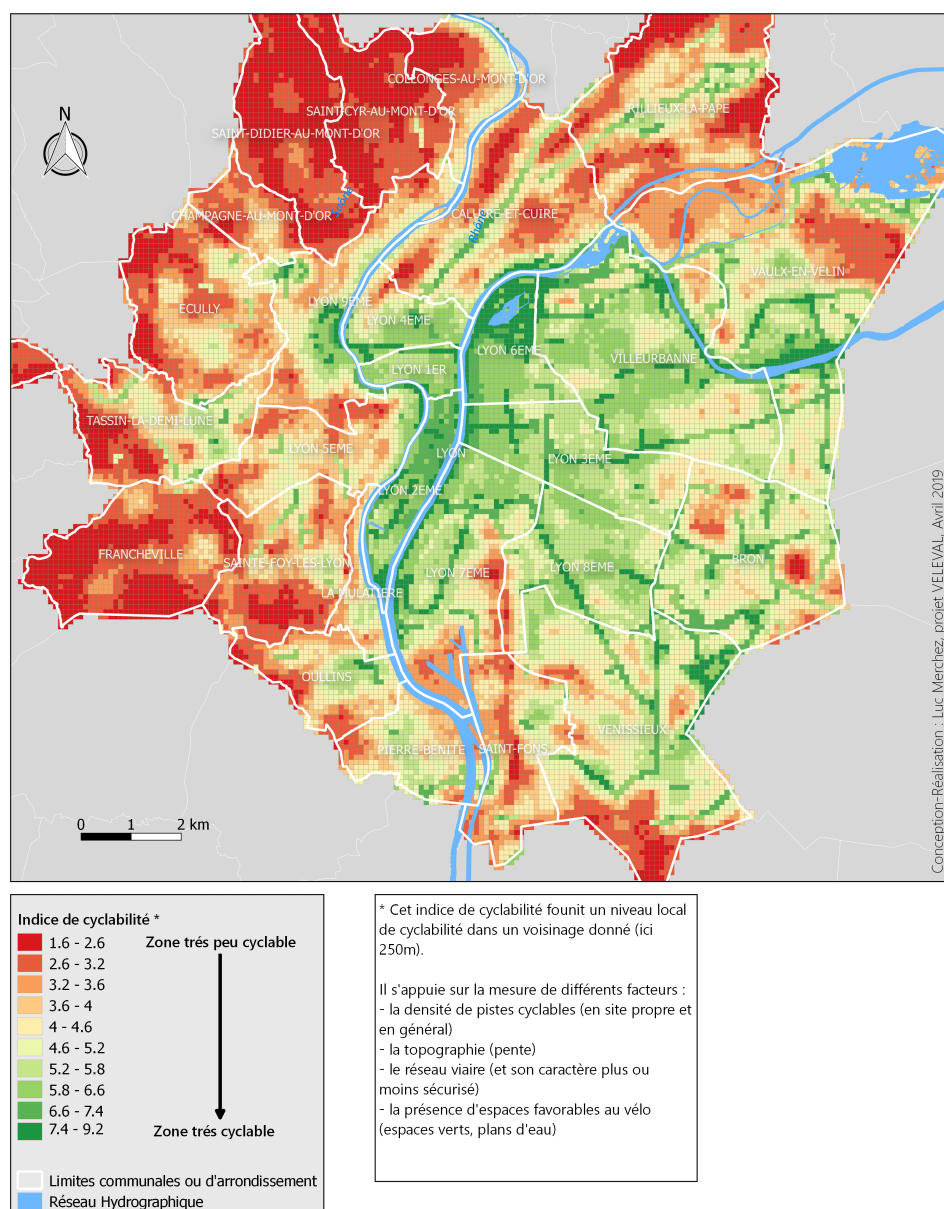 COLLONGES-AU-MONT-D'OR
SAINT-CYR-AU-MONT-D'OR
RILLIEUX-LA-PAPE
N
SAINT-DIDIER-AU-MONT-D'OR
Saône
CHAMPAGNE-AU-MONT-D'OR
CALUIRE-ET-CUIRE
Rhône
VAULX-EN-VELIN
LYON 9EME
ECULLY
LYON 4EME
LYON 6EME
VILLEURBANNE
LYON 1ER
TASSIN-LA-DEMI-LUNE
LYON 5EME
LYON
LYON 3EME
LYON 2EME
FRANCHEVILLE
SAINTE-FOY-LES-LYON
LYON 7EME
LYON 8EME
BRON
LA MULATIERE
OULLINS
VENISSIEUX
PIERRE-BENITE
SAINT-FONS
0 1 2 km
Conception-Réalisation : Luc Merchez, projet VELEVAL, Avril 2019
Indice de cyclabilité *
1.6 - 2.6
Zone trés peu cyclable
2.6 - 3.2
3.2 - 3.6
3.6 - 4
4 - 4.6
4.6 - 5.2
5.2 - 5.8
5.8 - 6.6
6.6 - 7.4
7.4 - 9.2
Zone trés cyclable
Limites communales ou d'arrondissement
Réseau Hydrographique
* Cet indice de cyclabilité founit un niveau local
de cyclabilité dans un voisinage donné (ici
250m).
Il s'appuie sur la mesure de différents facteurs :
- la densité de pistes cyclables (en site propre et
en général)
- la topographie (pente)
- le réseau viaire (et son caractère plus ou
moins sécurisé)
- la présence d'espaces favorables au vélo
(espaces verts, plans d'eau)